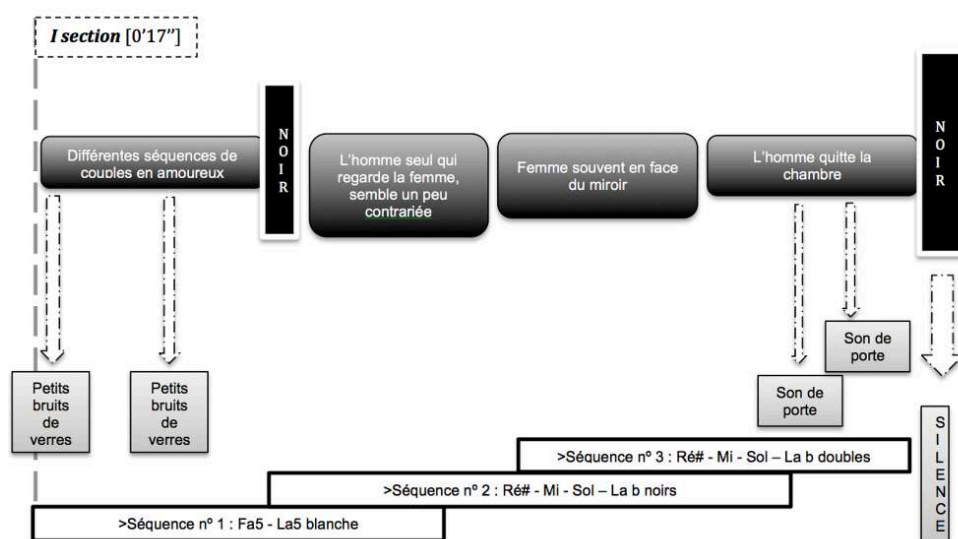 I section [0'17"]
Différentes séquences de
couples en amoureux
N
O
I
R
L'homme seul qui
regarde la femme,
semble un peu
contrariée
Femme souvent en face
du miroir
L'homme quitte la
chambre
N
O
I
R
Petits
bruits
de
verres
Petits
bruits
de
verres
Son de
porte
Son de
porte
S
I
L
E
N
C
E
>Séquence nº 3 : Ré# - Mi - Sol – La b doubles
>Séquence nº 2 : Ré# - Mi - Sol – La b noirs
>Séquence nº 1 : Fa5 - La5 blanche